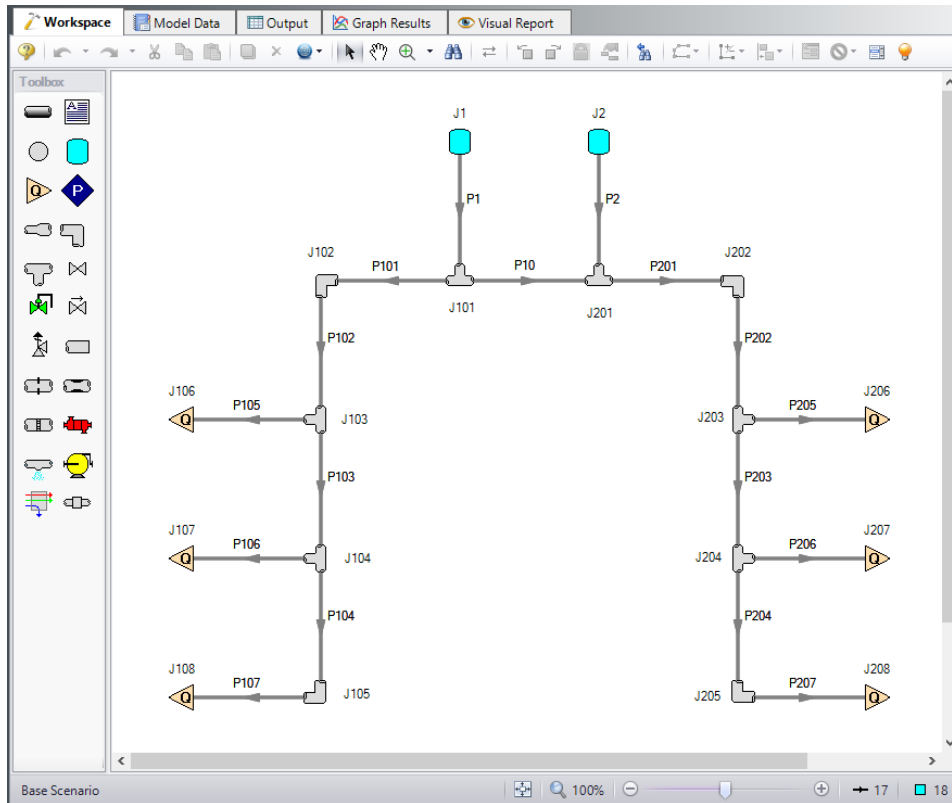 Workspace Model Data Output Graph Results Visual Report
Toolbox
A
Q P
J1 J2
P1 P2
J102 P101 P10 P201 J202
J101 J201
P102 P202
J106 J206
P105 J103 J203 P205
Q Q
P103 P203
J107 J207
P106 J104 J204 P206
Q Q
P104 P204
J108 J208
P107 J105 J205 P207
Q Q
Base Scenario 100% 17 18